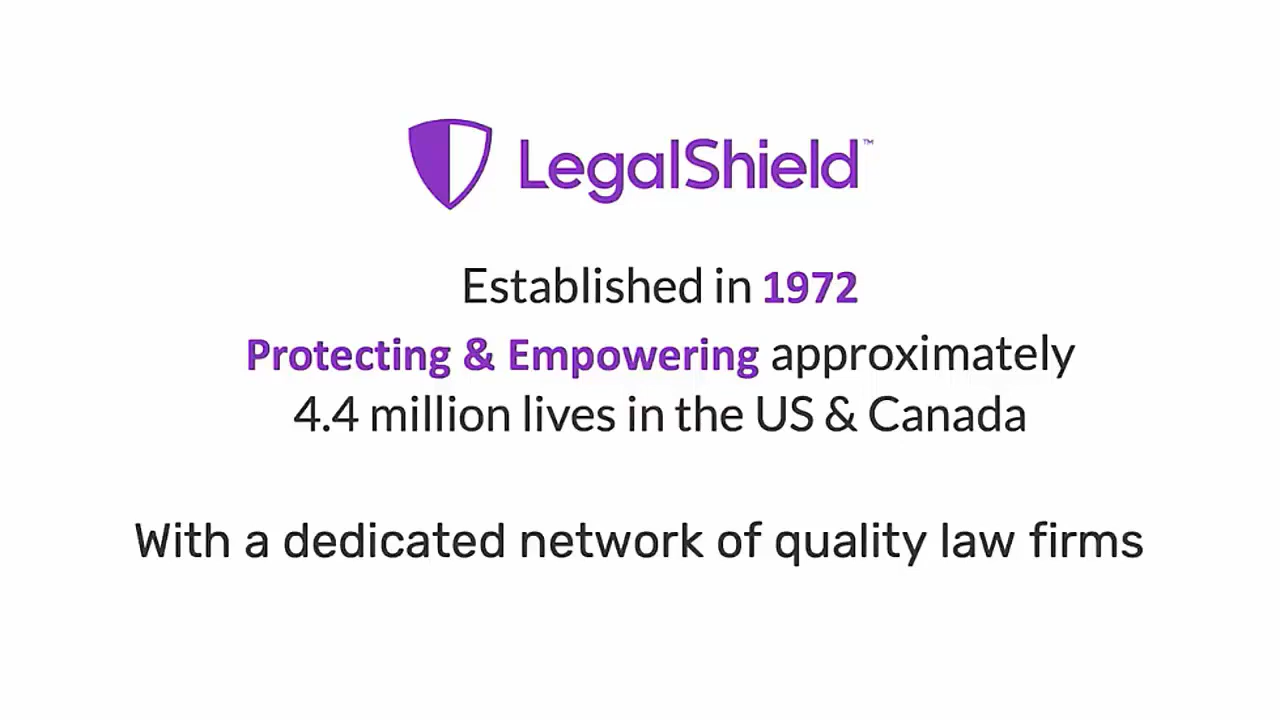 LegalShield™
Established in 1972
Protecting & Empowering approximately
4.4 million lives in the US & Canada
With a dedicated network of quality law firms